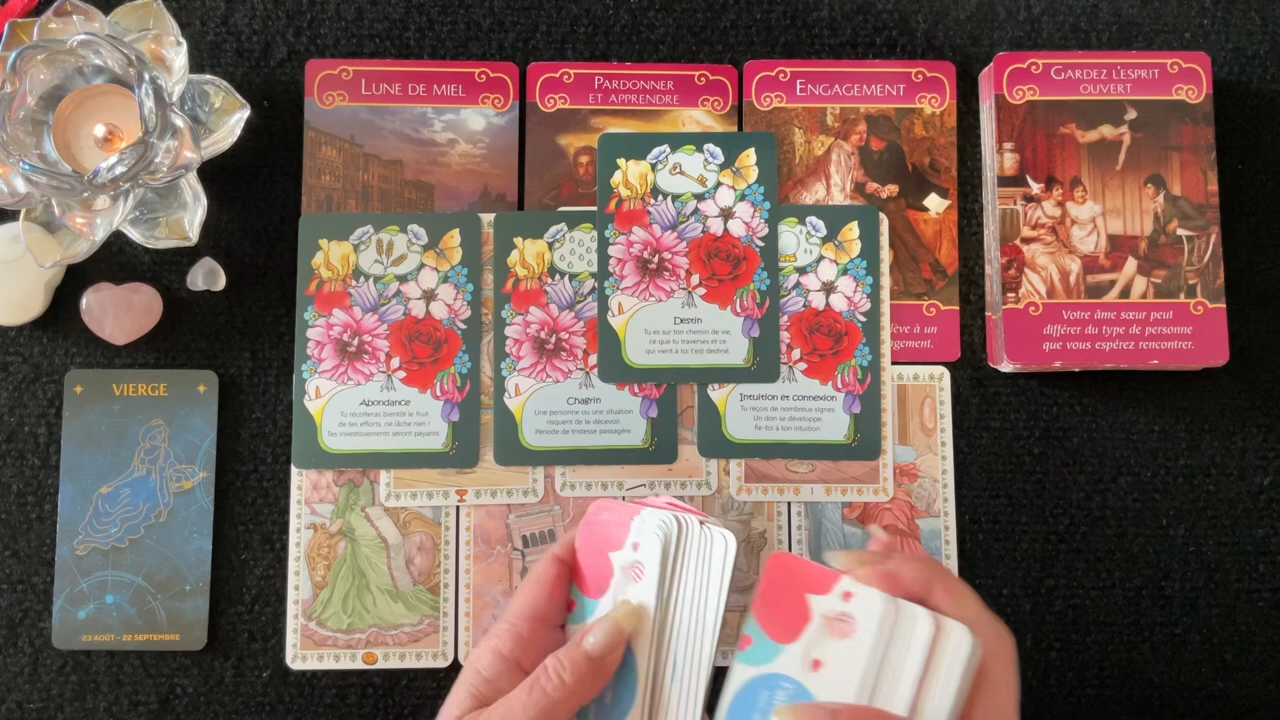 LUNE DE MIEL
PARDONNER
ET APPRENDRE
ENGAGEMENT
GARDEZ L'ESPRIT
OUVERT
Votre âme sœur peut
différer du type de personne
que vous espérez rencontrer.
lève à un
gagement.
Destin
Tu es sur ton chemin de vie,
ce que tu traverses et ce
qui vient à toi t'est destiné.
Abondance
Tu récolteras bientôt le fruit
de tes efforts, ne lâche rien !
Tes investissements seront payants.
Chagrin
Une personne ou une situation
risquent de te décevoir.
Période de tristesse passagère.
Intuition et connexion
Tu reçois de nombreux signes.
Un don se développe,
fie-toi à ton intuition.
VIERGE
23 AOÛT - 22 SEPTEMBRE
I